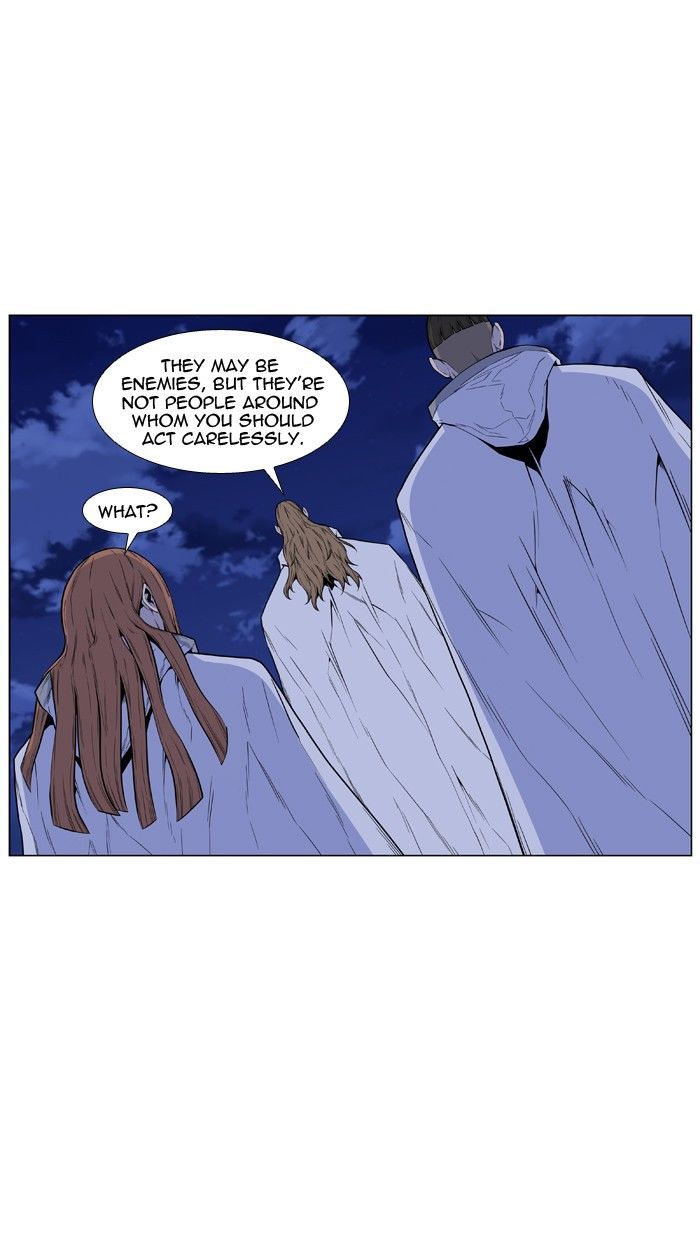 THEY MAY BE
ENEMIES, BUT THEY'RE
NOT PEOPLE AROUND
WHOM YOU SHOULD
ACT CARELESSLY.
WHAT?